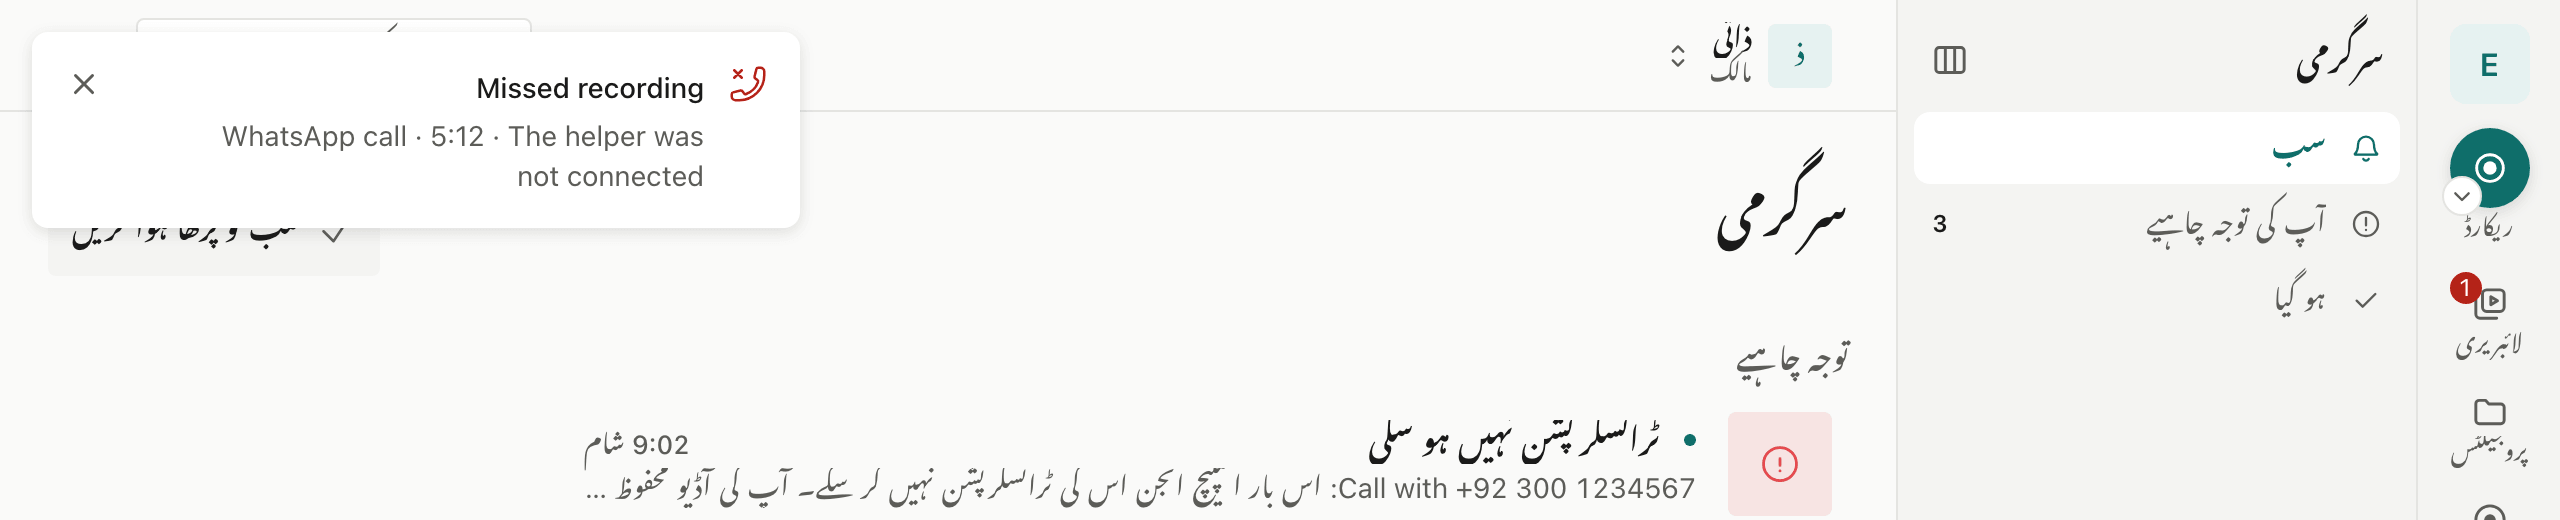 E
ریکارڈ
1
لائبریری
پروجیکٹس
سرگرمی
سب
آپ کی توجہ چاہیے
3
ہو گیا
ذ
ذاتی
مالک
Missed recording
WhatsApp call · 5:12 · The helper was
not connected
سرگرمی
توجہ چاہیے
ٹرانسکرپشن نہیں ہو سکی
9:02 شام
Call with +92 300 1234567: اس بار اسپیچ انجن اس کی ٹرانسکرپشن نہیں کر سکے۔ آپ کی آڈیو محفوظ ...